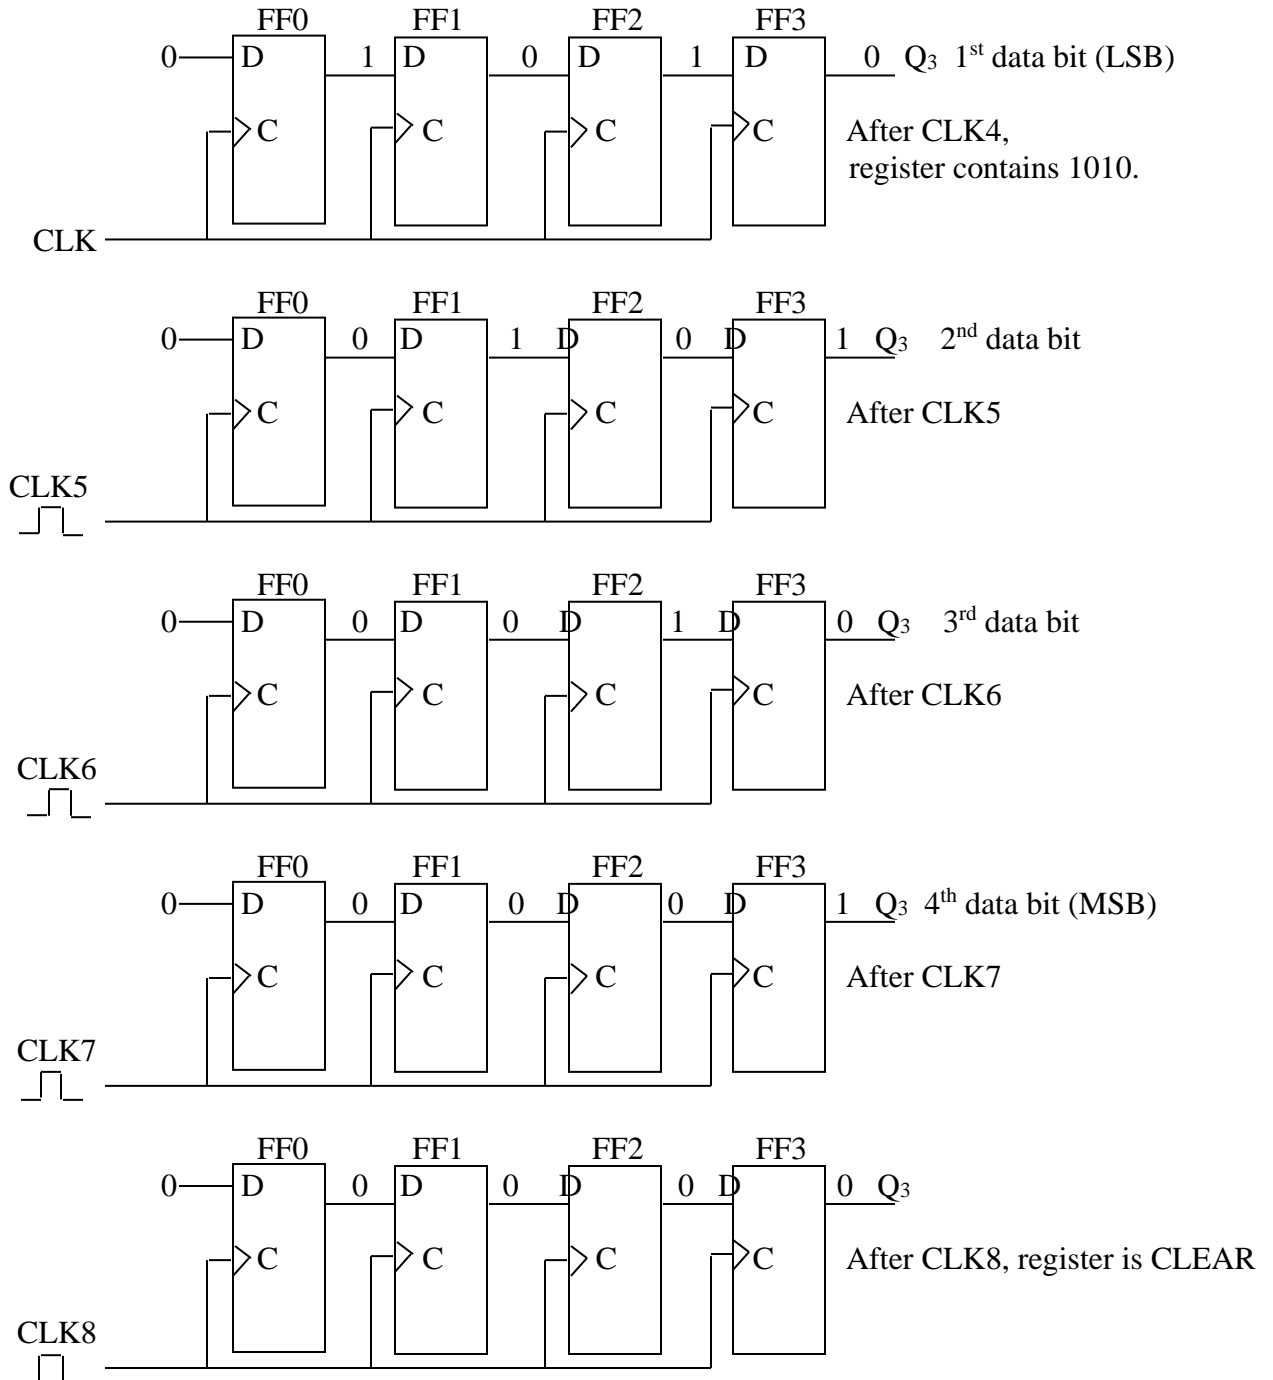 FF0 FF1 FF2 FF3
0 D 1 D 0 D 1 D 0 Q3 1st data bit (LSB)
C C C C After CLK4,
register contains 1010.
CLK
FF0 FF1 FF2 FF3
0 D 0 D 1 D 0 D 1 Q3 2nd data bit
C C C C After CLK5
CLK5
FF0 FF1 FF2 FF3
0 D 0 D 0 D 1 D 0 Q3 3rd data bit
C C C C After CLK6
CLK6
FF0 FF1 FF2 FF3
0 D 0 D 0 D 0 D 1 Q3 4th data bit (MSB)
C C C C After CLK7
CLK7
FF0 FF1 FF2 FF3
0 D 0 D 0 D 0 D 0 Q3
C C C C After CLK8, register is CLEAR
CLK8